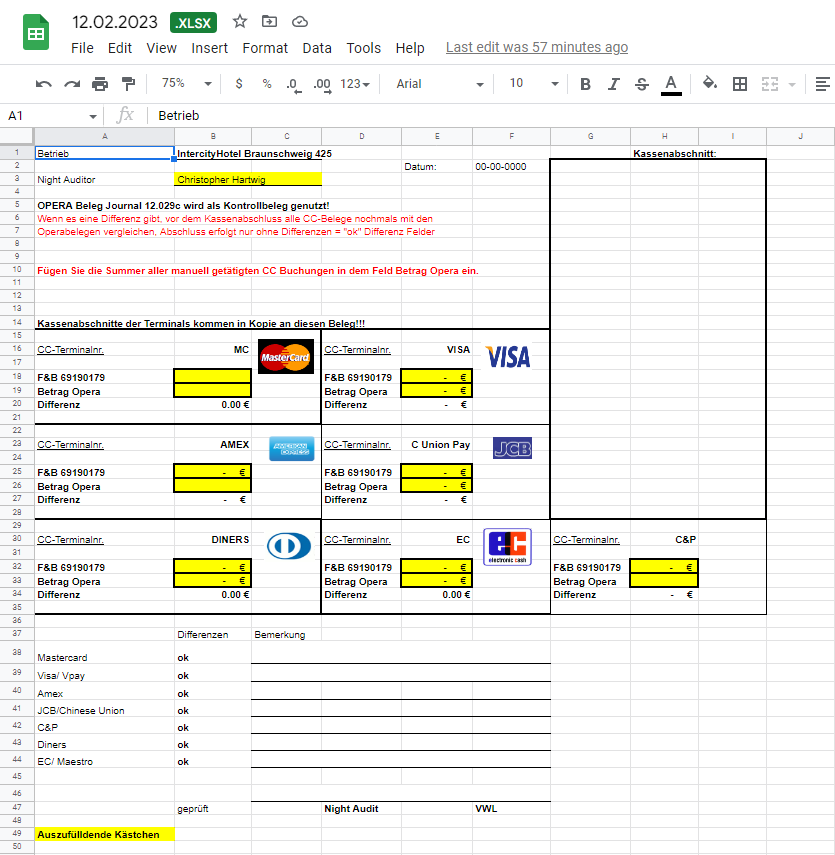 12.02.2023 .XLSX
File Edit View Insert Format Data Tools Help Last edit was 57 minutes ago
75% $ % .0 .00 123 Arial 10 B I S A
A1 fx Betrieb
A B C D E F G H I J
1 Betrieb IntercityHotel Braunschweig 425 Kassenabschnitt:
2 Datum: 00-00-0000
3 Night Auditor Christopher Hartwig
4
5 OPERA Beleg Journal 12.029c wird als Kontrollbeleg genutzt!
6 Wenn es eine Differenz gibt, vor dem Kassenabschluss alle CC-Belege nochmals mit den
7 Operabelegen vergleichen, Abschluss erfolgt nur ohne Differenzen = "ok" Differenz Felder
8
9
10 Fügen Sie die Summer aller manuell getätigten CC Buchungen in dem Feld Betrag Opera ein.
11
12
13
14 Kassenabschnitte der Terminals kommen in Kopie an diesen Beleg!!!
15
16 CC-Terminalnr. MC MasterCard CC-Terminalnr. VISA VISA
17
18 F&B 69190179 F&B 69190179 - €
19 Betrag Opera Betrag Opera - €
20 Differenz 0.00 € Differenz - €
21
22
23 CC-Terminalnr. AMEX AMERICAN EXPRESS CC-Terminalnr. C Union Pay JCB
24
25 F&B 69190179 - € F&B 69190179 - €
26 Betrag Opera Betrag Opera - €
27 Differenz - € Differenz - €
28
29
30 CC-Terminalnr. DINERS CC-Terminalnr. EC ec electronic cash CC-Terminalnr. C&P
31
32 F&B 69190179 - € F&B 69190179 - € F&B 69190179 - €
33 Betrag Opera - € Betrag Opera - € Betrag Opera
34 Differenz 0.00 € Differenz 0.00 € Differenz - €
35
36
37 Differenzen Bemerkung
38 Mastercard ok
39 Visa/ Vpay ok
40 Amex ok
41 JCB/Chinese Union ok
42 C&P ok
43 Diners ok
44 EC/ Maestro ok
45
46
47 geprüft Night Audit VWL
48
49 Auszufülldende Kästchen
50